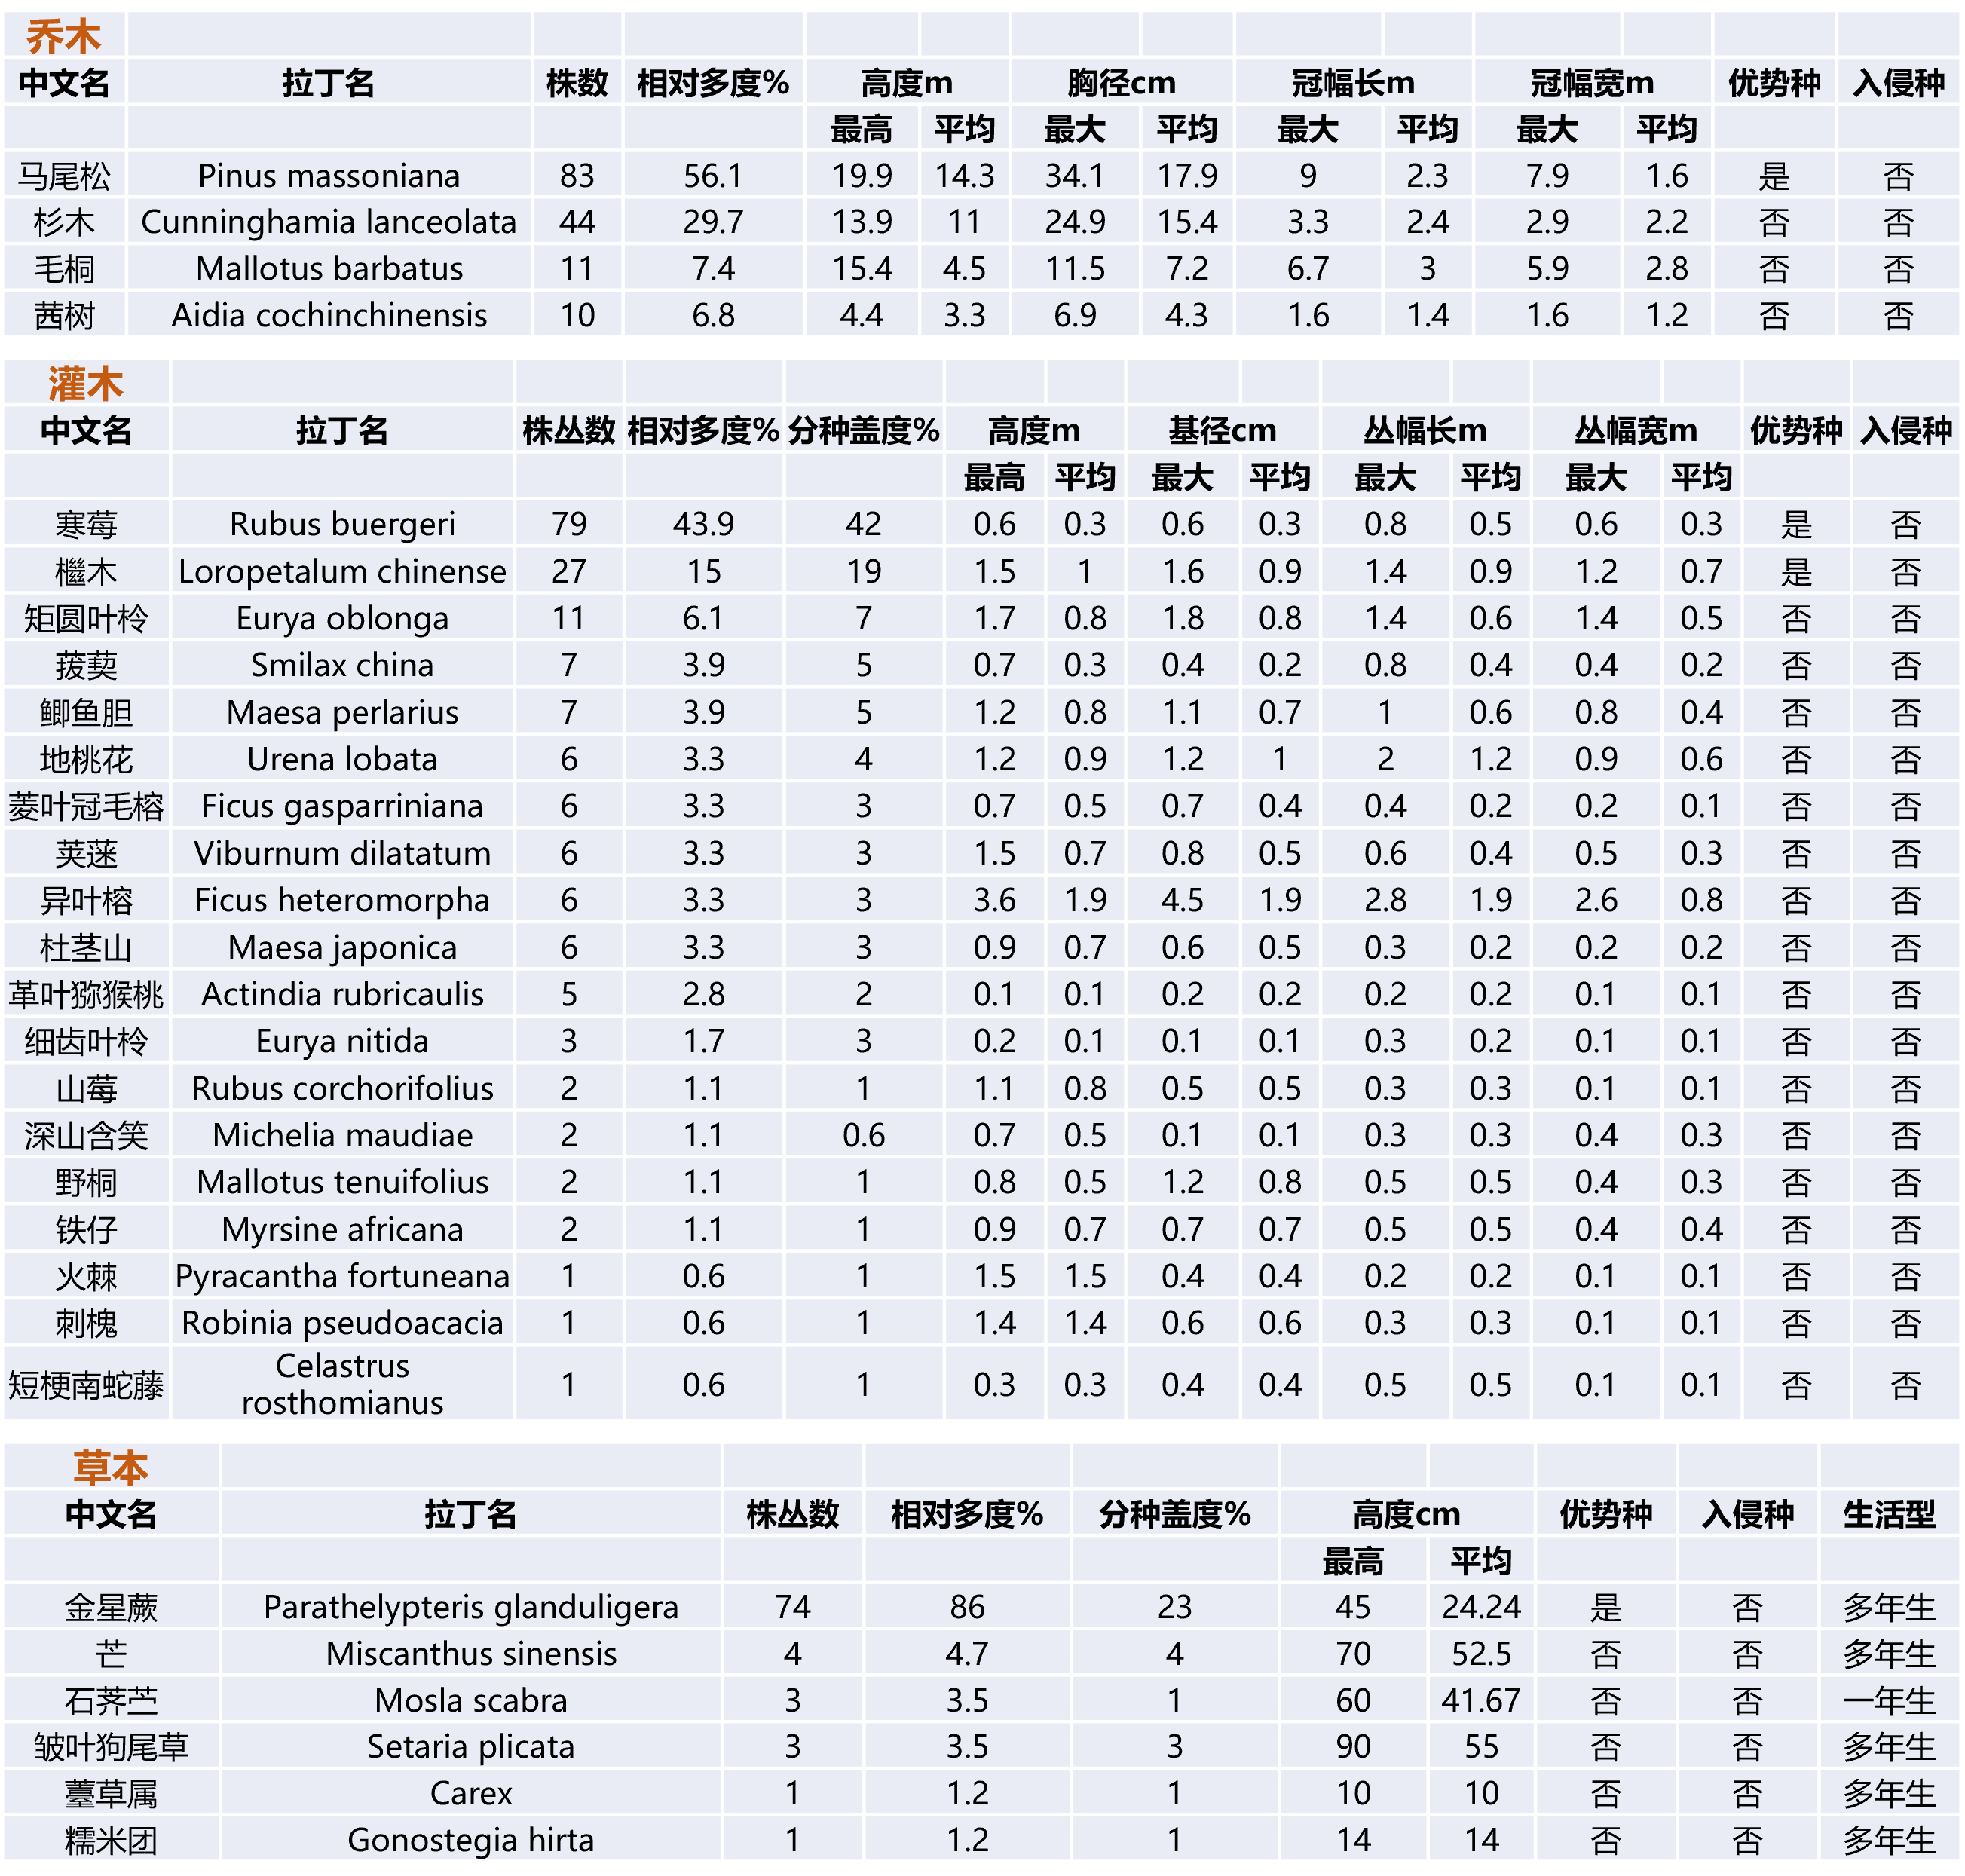 乔木
中文名 拉丁名 株数 相对多度% 高度m 胸径cm 冠幅长m 冠幅宽m 优势种 入侵种
最高 平均 最大 平均 最大 平均 最大 平均
马尾松 Pinus massoniana 83 56.1 19.9 14.3 34.1 17.9 9 2.3 7.9 1.6 是 否
杉木 Cunninghamia lanceolata 44 29.7 13.9 11 24.9 15.4 3.3 2.4 2.9 2.2 否 否
毛桐 Mallotus barbatus 11 7.4 15.4 4.5 11.5 7.2 6.7 3 5.9 2.8 否 否
茜树 Aidia cochinchinensis 10 6.8 4.4 3.3 6.9 4.3 1.6 1.4 1.6 1.2 否 否
灌木
中文名 拉丁名 株丛数 相对多度% 分种盖度% 高度m 基径cm 丛幅长m 丛幅宽m 优势种 入侵种
最高 平均 最大 平均 最大 平均 最大 平均
寒莓 Rubus buergeri 79 43.9 42 0.6 0.3 0.6 0.3 0.8 0.5 0.6 0.3 是 否
檵木 Loropetalum chinense 27 15 19 1.5 1 1.6 0.9 1.4 0.9 1.2 0.7 是 否
矩圆叶柃 Eurya oblonga 11 6.1 7 1.7 0.8 1.8 0.8 1.4 0.6 1.4 0.5 否 否
菝葜 Smilax china 7 3.9 5 0.7 0.3 0.4 0.2 0.8 0.4 0.4 0.2 否 否
鲫鱼胆 Maesa perlarius 7 3.9 5 1.2 0.8 1.1 0.7 1 0.6 0.8 0.4 否 否
地桃花 Urena lobata 6 3.3 4 1.2 0.9 1.2 1 2 1.2 0.9 0.6 否 否
菱叶冠毛榕 Ficus gasparriniana 6 3.3 3 0.7 0.5 0.7 0.4 0.4 0.2 0.2 0.1 否 否
荚蒾 Viburnum dilatatum 6 3.3 3 1.5 0.7 0.8 0.5 0.6 0.4 0.5 0.3 否 否
异叶榕 Ficus heteromorpha 6 3.3 3 3.6 1.9 4.5 1.9 2.8 1.9 2.6 0.8 否 否
杜茎山 Maesa japonica 6 3.3 3 0.9 0.7 0.6 0.5 0.3 0.2 0.2 0.2 否 否
革叶猕猴桃 Actindia rubricaulis 5 2.8 2 0.1 0.1 0.2 0.2 0.2 0.2 0.1 0.1 否 否
细齿叶柃 Eurya nitida 3 1.7 3 0.2 0.1 0.1 0.1 0.3 0.2 0.1 0.1 否 否
山莓 Rubus corchorifolius 2 1.1 1 1.1 0.8 0.5 0.5 0.3 0.3 0.1 0.1 否 否
深山含笑 Michelia maudiae 2 1.1 0.6 0.7 0.5 0.1 0.1 0.3 0.3 0.4 0.3 否 否
野桐 Mallotus tenuifolius 2 1.1 1 0.8 0.5 1.2 0.8 0.5 0.5 0.4 0.3 否 否
铁仔 Myrsine africana 2 1.1 1 0.9 0.7 0.7 0.7 0.5 0.5 0.4 0.4 否 否
火棘 Pyracantha fortuneana 1 0.6 1 1.5 1.5 0.4 0.4 0.2 0.2 0.1 0.1 否 否
刺槐 Robinia pseudoacacia 1 0.6 1 1.4 1.4 0.6 0.6 0.3 0.3 0.1 0.1 否 否
短梗南蛇藤 Celastrus rosthomianus 1 0.6 1 0.3 0.3 0.4 0.4 0.5 0.5 0.1 0.1 否 否
草本
中文名 拉丁名 株丛数 相对多度% 分种盖度% 高度cm 优势种 入侵种 生活型
最高 平均
金星蕨 Parathelypteris glanduligera 74 86 23 45 24.24 是 否 多年生
芒 Miscanthus sinensis 4 4.7 4 70 52.5 否 否 多年生
石荠苎 Mosla scabra 3 3.5 1 60 41.67 否 否 一年生
皱叶狗尾草 Setaria plicata 3 3.5 3 90 55 否 否 多年生
薹草属 Carex 1 1.2 1 10 10 否 否 多年生
糯米团 Gonostegia hirta 1 1.2 1 14 14 否 否 多年生